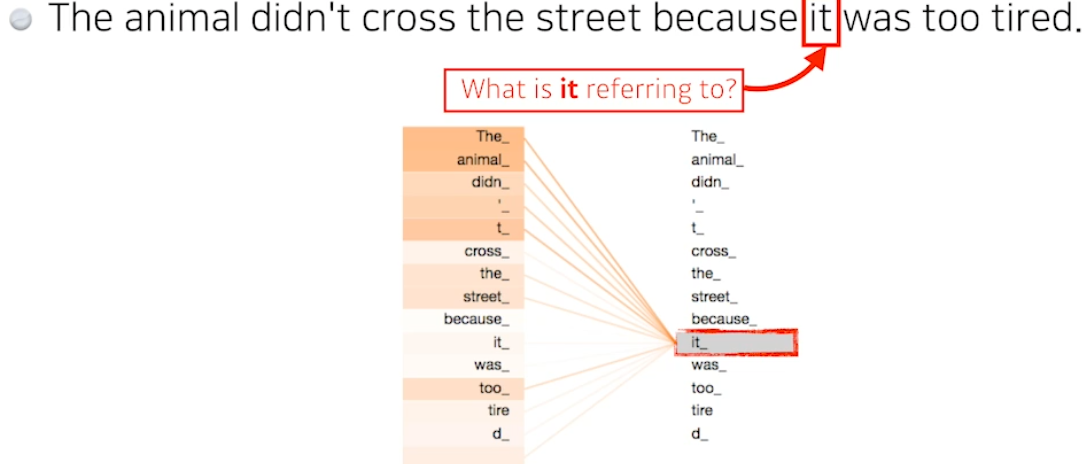 The animal didn't cross the street because it was too tired.
What is it referring to?
The_ The_
animal_ animal_
didn_ didn_
'_ '_
t_ t_
cross_ cross_
the_ the_
street_ street_
because_ because_
it_ it_
was_ was_
too_ too_
tire tire
d_ d_